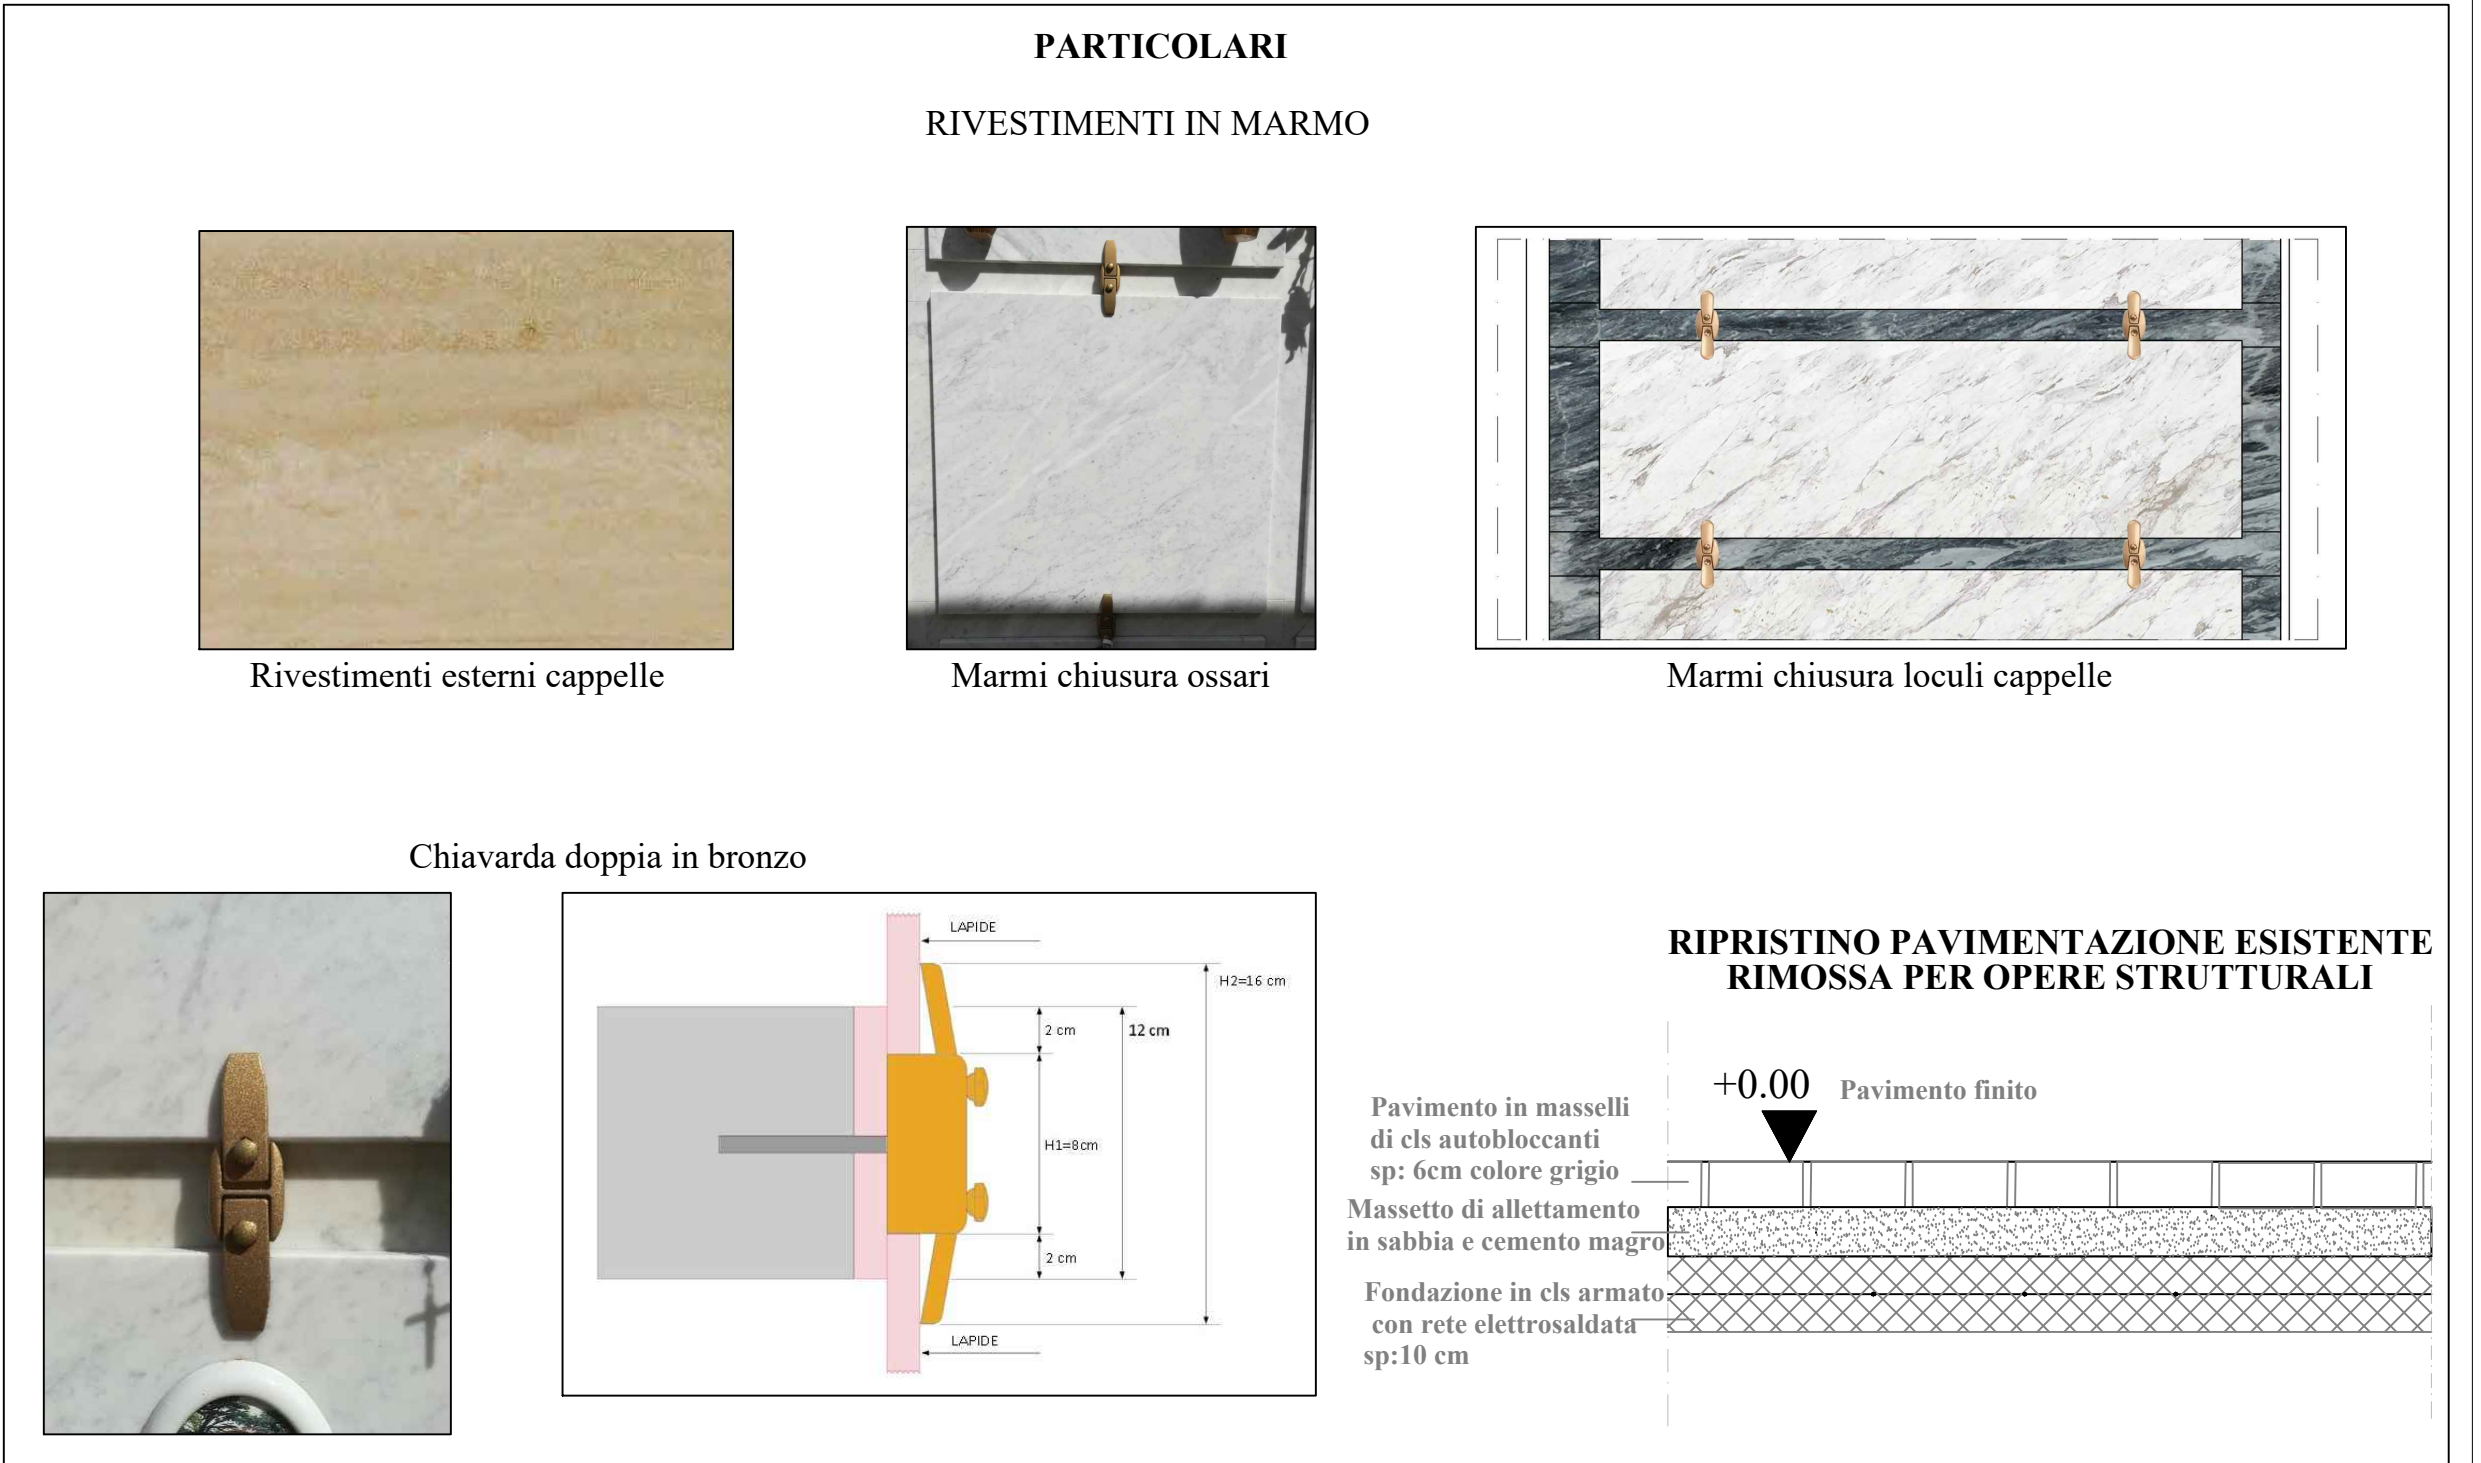 PARTICOLARI
RIVESTIMENTI IN MARMO
Rivestimenti esterni cappelle
Marmi chiusura ossari
Marmi chiusura loculi cappelle
Chiavarda doppia in bronzo
LAPIDE
H2=16 cm
2 cm
12 cm
H1=8cm
2 cm
LAPIDE
RIPRISTINO PAVIMENTAZIONE ESISTENTE
RIMOSSA PER OPERE STRUTTURALI
+0.00 Pavimento finito
Pavimento in masselli
di cls autobloccanti
sp: 6cm colore grigio
Massetto di allettamento
in sabbia e cemento magro
Fondazione in cls armato
con rete elettrosaldata
sp:10 cm